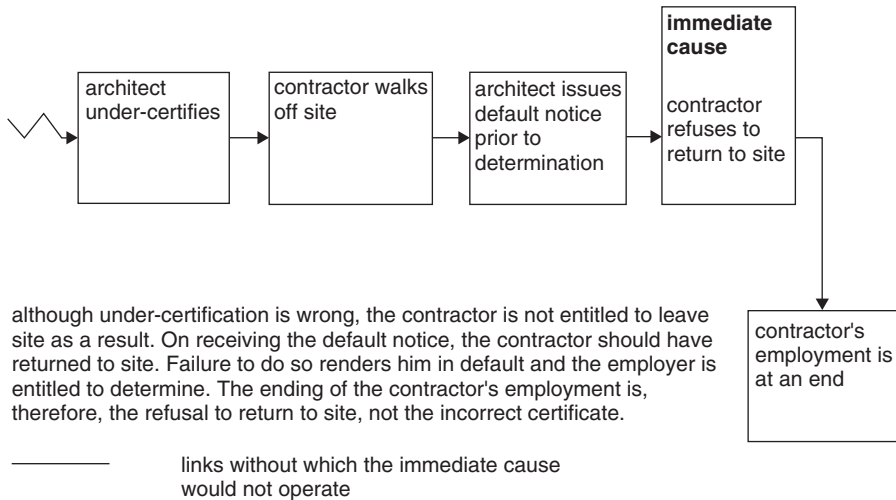 architect
under-certifies
contractor walks
off site
architect issues
default notice
prior to
determination
immediate
cause
contractor
refuses to
return to site
contractor's
employment is
at an end
although under-certification is wrong, the contractor is not entitled to leave
site as a result. On receiving the default notice, the contractor should have
returned to site. Failure to do so renders him in default and the employer is
entitled to determine. The ending of the contractor's employment is,
therefore, the refusal to return to site, not the incorrect certificate.
links without which the immediate cause
would not operate